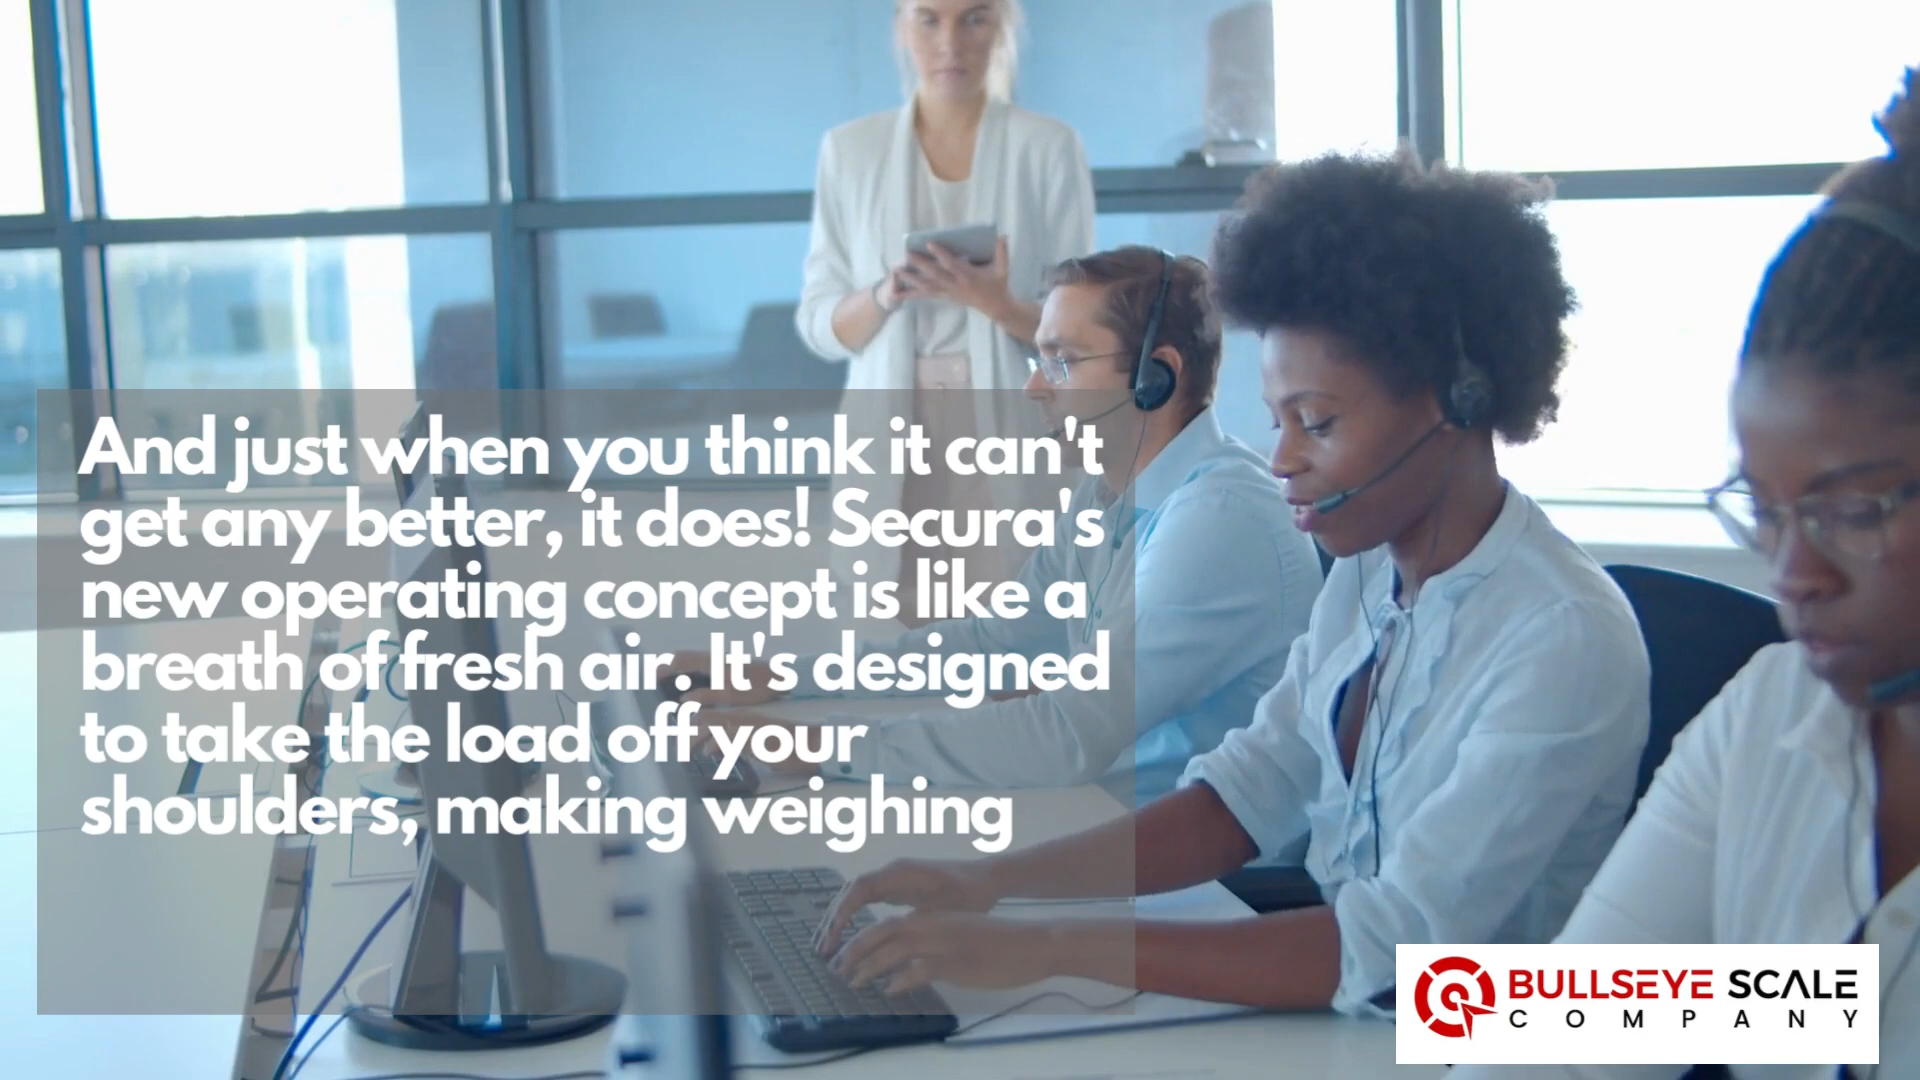 And just when you think it can't
get any better, it does! Secura's
new operating concept is like a
breath of fresh air. It's designed
to take the load off your
shoulders, making weighing
BULLSEYE SCALE
COMPANY